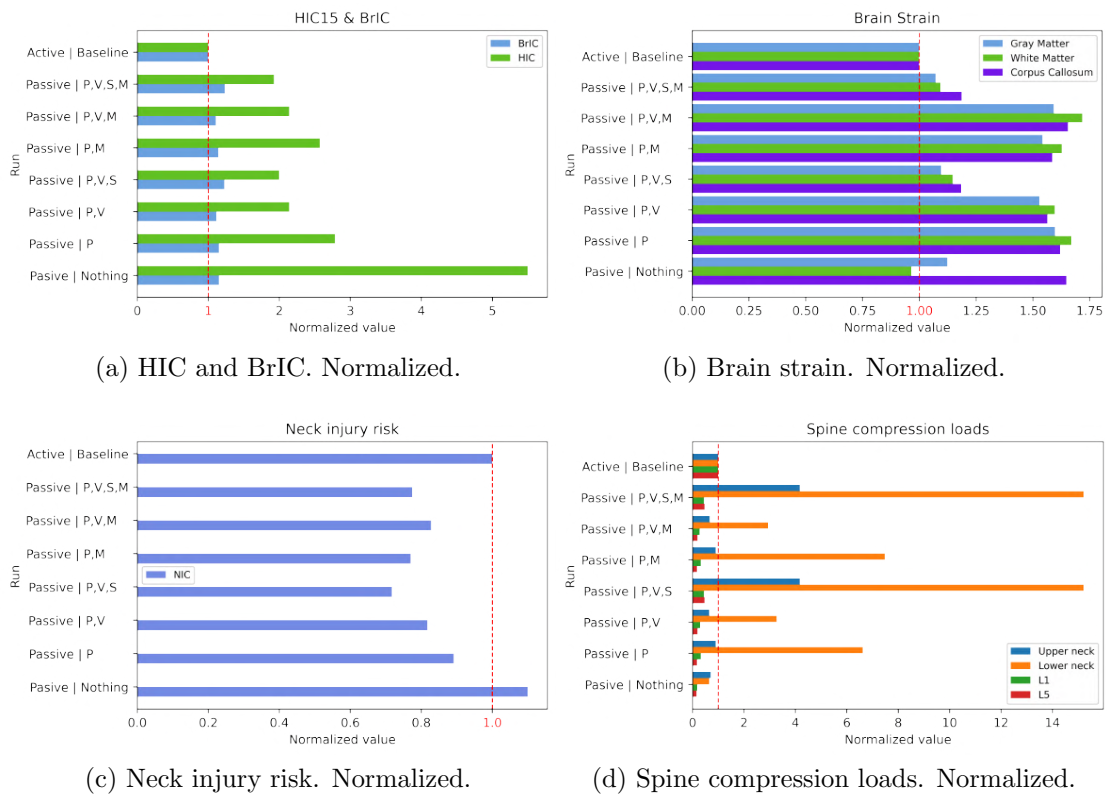 HIC15 & BrIC
Run
Active | Baseline
Passive | P,V,S,M
Passive | P,V,M
Passive | P,M
Passive | P,V,S
Passive | P,V
Passive | P
Pasive | Nothing
BrIC
HIC
0 1 2 3 4 5
Normalized value
(a) HIC and BrIC. Normalized.
Brain Strain
Run
Active | Baseline
Passive | P,V,S,M
Passive | P,V,M
Passive | P,M
Passive | P,V,S
Passive | P,V
Passive | P
Pasive | Nothing
Gray Matter
White Matter
Corpus Callosum
0.00 0.25 0.50 0.75 1.00 1.25 1.50 1.75
Normalized value
(b) Brain strain. Normalized.
Neck injury risk
Run
Active | Baseline
Passive | P,V,S,M
Passive | P,V,M
Passive | P,M
Passive | P,V,S
Passive | P,V
Passive | P
Pasive | Nothing
NIC
0.0 0.2 0.4 0.6 0.8 1.0
Normalized value
(c) Neck injury risk. Normalized.
Spine compression loads
Run
Active | Baseline
Passive | P,V,S,M
Passive | P,V,M
Passive | P,M
Passive | P,V,S
Passive | P,V
Passive | P
Pasive | Nothing
Upper neck
Lower neck
L1
L5
0 2 4 6 8 10 12 14
Normalized value
(d) Spine compression loads. Normalized.